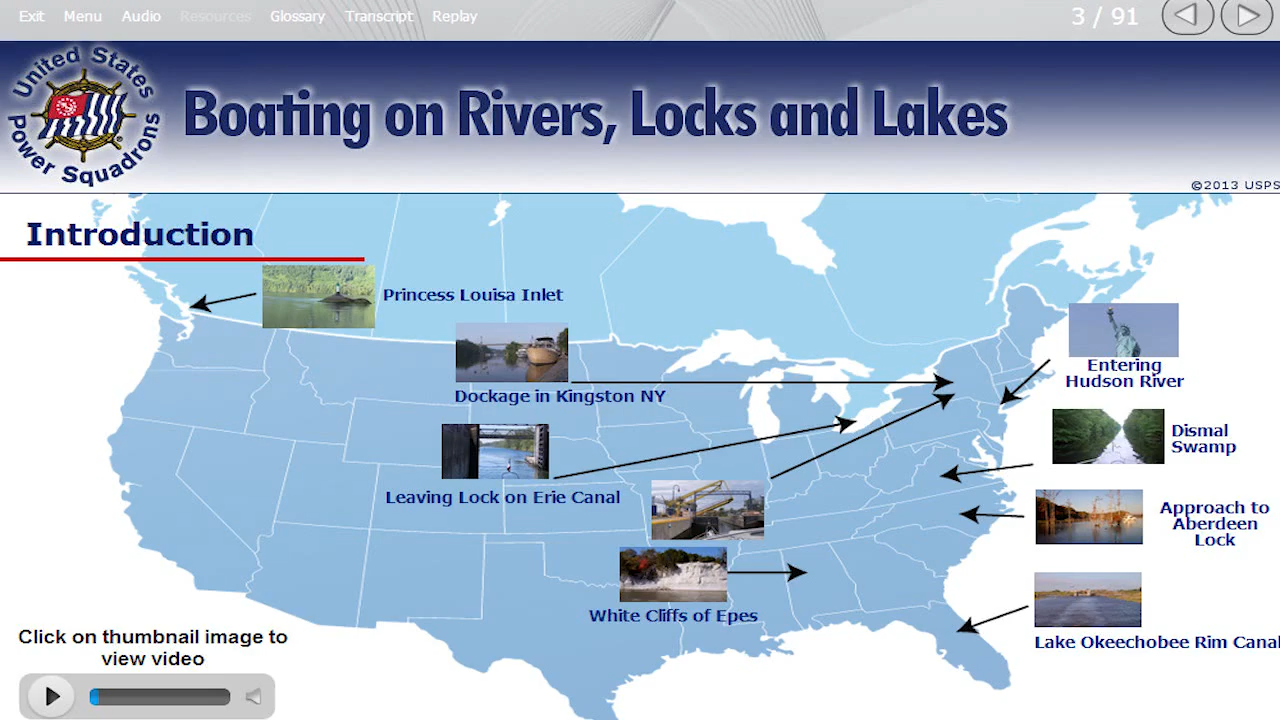 Exit Menu Audio Resources Glossary Transcript Replay
3 / 91
United States
Power Squadrons
Boating on Rivers, Locks and Lakes
©2013 USPS
Introduction
Princess Louisa Inlet
Dockage in Kingston NY
Leaving Lock on Erie Canal
White Cliffs of Epes
Entering
Hudson River
Dismal
Swamp
Approach to
Aberdeen
Lock
Lake Okeechobee Rim Canal
Click on thumbnail image to
view video